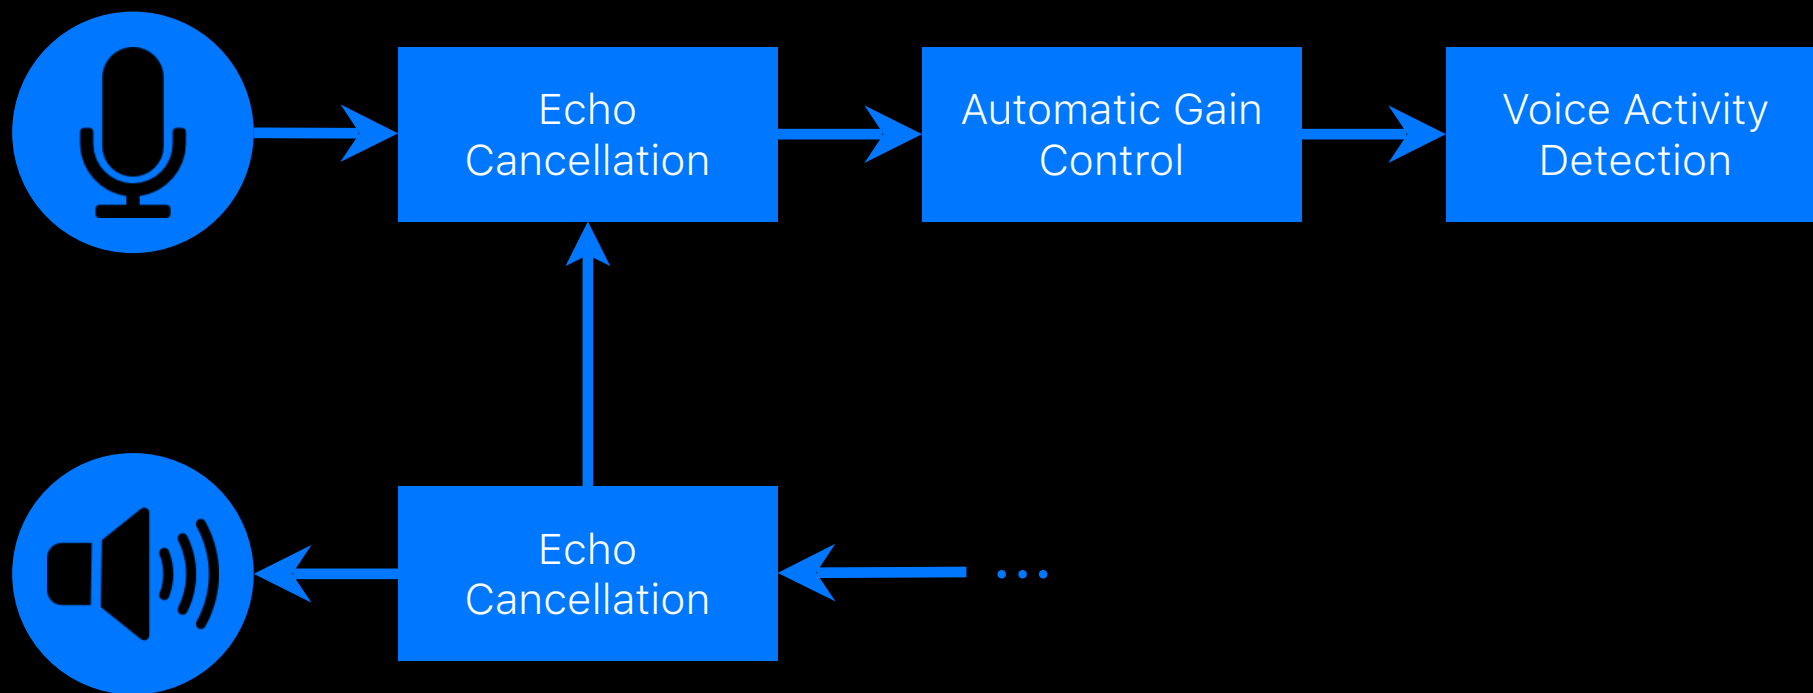 Echo
Cancellation
Automatic Gain
Control
Voice Activity
Detection
Echo
Cancellation
...